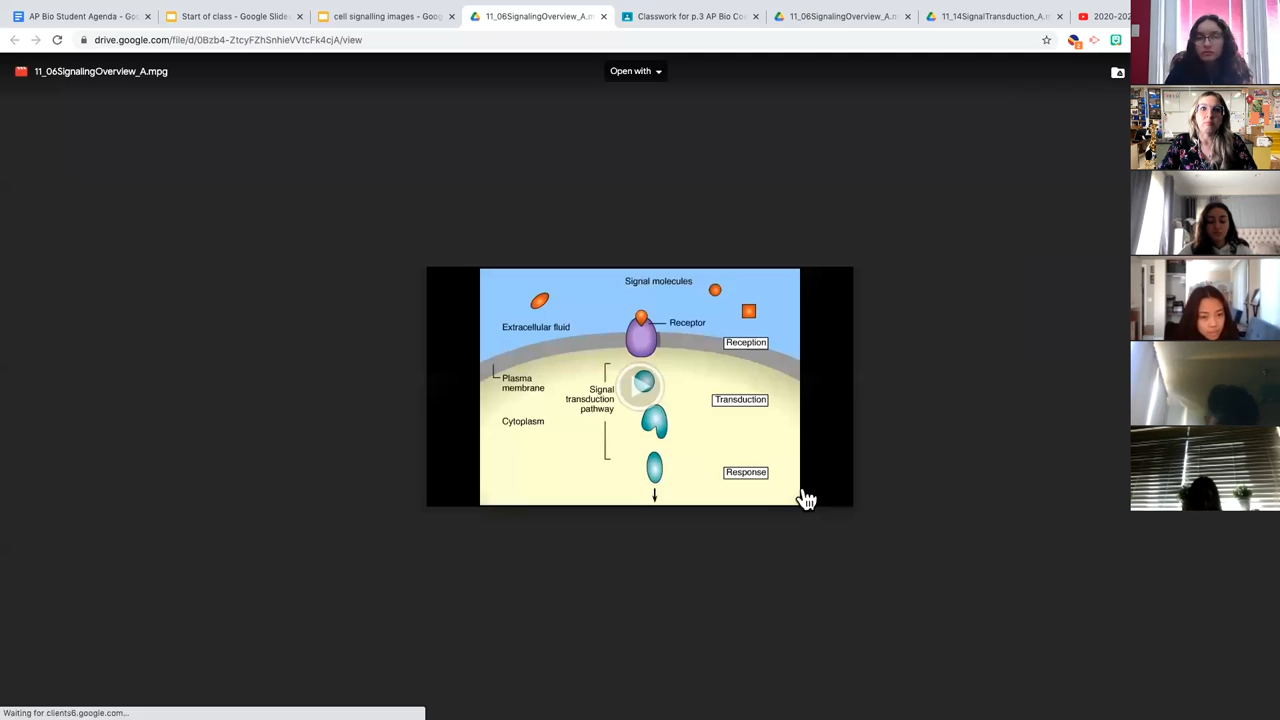 AP Bio Student Agenda - Goo
Start of class - Google Slides
cell signalling images - Goog
11_06SignalingOverview_A.m
Classwork for p.3 AP Bio Co
11_06SignalingOverview_A.m
11_14SignalTransduction_A.m
2020-202
drive.google.com/file/d/0Bzb4-ZtcyFZhSnhieVVtcFk4cjA/view
11_06SignalingOverview_A.mpg
Open with
Signal molecules
Extracellular fluid
Receptor
Reception
Plasma
membrane
Signal
transduction
pathway
Transduction
Cytoplasm
Response
Waiting for clients6.google.com...